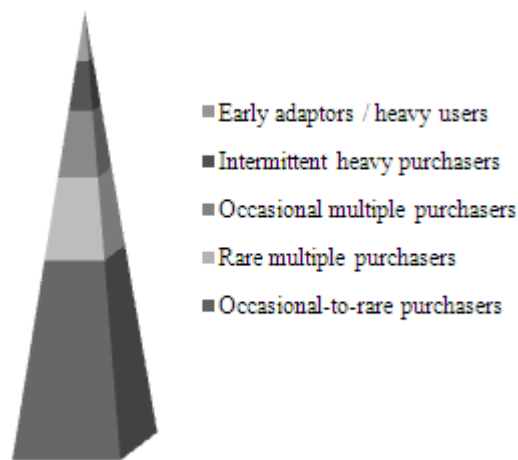 Early adaptors / heavy users
Intermittent heavy purchasers
Occasional multiple purchasers
Rare multiple purchasers
Occasional-to-rare purchasers